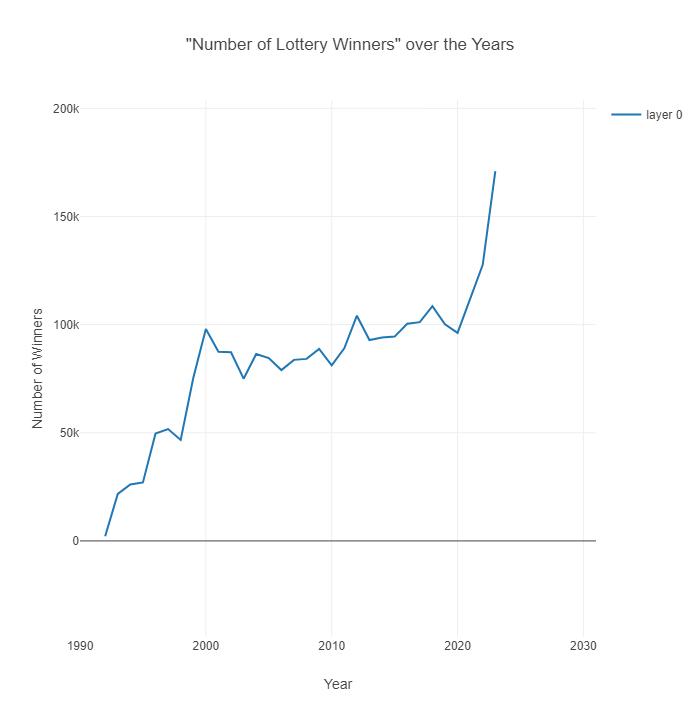 "Number of Lottery Winners" over the Years
200k
150k
100k
50k
0
Number of Winners
layer 0
1990
2000
2010
2020
2030
Year